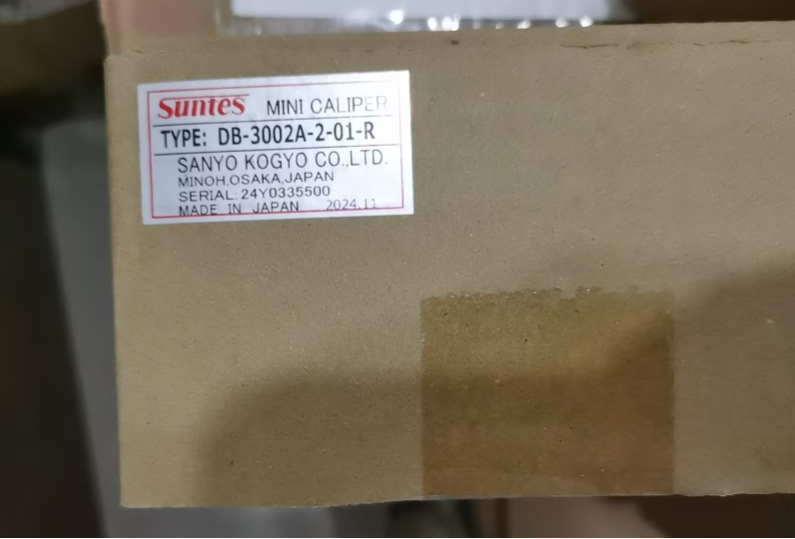 Suntes MINI CALIPER
TYPE: DB-3002A-2-01-R
SANYO KOGYO CO.,LTD.
MINOH,OSAKA,JAPAN
SERIAL:24Y0335500
MADE IN JAPAN 2024.11